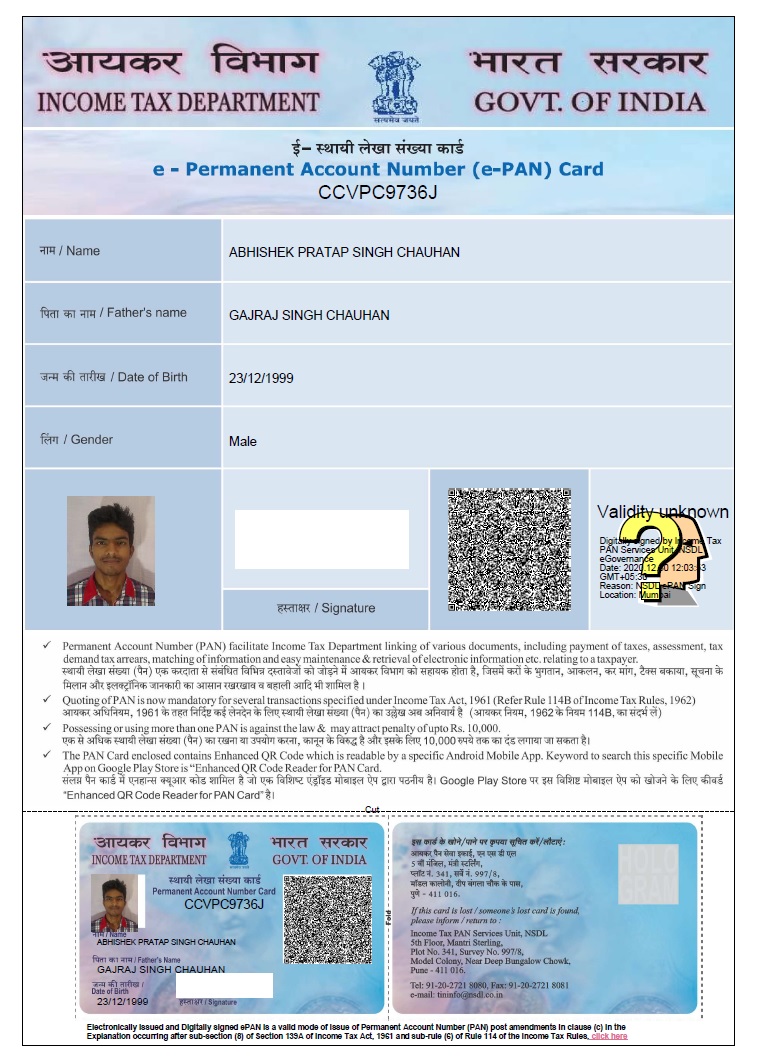 आयकर विभाग भारत सरकार
INCOME TAX DEPARTMENT GOVT. OF INDIA
सत्यमेव जयते
ई– स्थायी लेखा संख्या कार्ड
e - Permanent Account Number (e-PAN) Card
CCVPC9736J
नाम / Name ABHISHEK PRATAP SINGH CHAUHAN
पिता का नाम / Father's name GAJRAJ SINGH CHAUHAN
जन्म की तारीख / Date of Birth 23/12/1999
लिंग / Gender Male
हस्ताक्षर / Signature
Validity unknown
Digitally signed by Income Tax
PAN Services Unit, NSDL
eGovernance
Date: 2020.12. 0 12:03: 3
GMT+05:30
Reason: NSDL ePAN Sign
Location: Mumbai
✓ Permanent Account Number (PAN) facilitate Income Tax Department linking of various documents, including payment of taxes, assessment, tax
demand tax arrears, matching of information and easy maintenance & retrieval of electronic information etc. relating to a taxpayer.
स्थायी लेखा संख्या (पैन) एक करदाता से संबंधित विभिन्न दस्तावेजों को जोड़ने में आयकर विभाग को सहायक होता है, जिसमें करों के भुगतान, आकलन, कर मांग, टैक्स बकाया, सूचना के
मिलान और इलक्ट्रॉनिक जानकारी का आसान रखरखाव व बहाली आदि भी शामिल है ।
✓ Quoting of PAN is now mandatory for several transactions specified under Income Tax Act, 1961 (Refer Rule 114B of Income Tax Rules, 1962)
आयकर अधिनियम, 1961 के तहत निर्दिष्ट कई लेनदेन के लिए स्थायी लेखा संख्या (पैन) का उल्लेख अब अनिवार्य है (आयकर नियम, 1962 के नियम 114B, का संदर्भ लें)
✓ Possessing or using more than one PAN is against the law & may attract penalty of upto Rs. 10,000.
एक से अधिक स्थायी लेखा संख्या (पैन) का रखना या उपयोग करना, कानून के विरुद्ध है और इसके लिए 10,000 रुपये तक का दंड लगाया जा सकता है।
✓ The PAN Card enclosed contains Enhanced QR Code which is readable by a specific Android Mobile App. Keyword to search this specific Mobile
App on Google Play Store is “Enhanced QR Code Reader for PAN Card.
संलग्न पैन कार्ड में एनहान्स क्यूआर कोड शामिल है जो एक विशिष्ट एंड्रॉइड मोबाइल ऐप द्वारा पठनीय है। Google Play Store पर इस विशिष्ट मोबाइल ऐप को खोजने के लिए कीवर्ड
“Enhanced QR Code Reader for PAN Card” है।
Cut
आयकर विभाग भारत सरकार
INCOME TAX DEPARTMENT GOVT. OF INDIA
स्थायी लेखा संख्या कार्ड
Permanent Account Number Card
CCVPC9736J
नाम / Name
ABHISHEK PRATAP SINGH CHAUHAN
पिता का नाम / Father's Name
GAJRAJ SINGH CHAUHAN
जन्म की तारीख /
Date of Birth
23/12/1999
हस्ताक्षर / Signature
Fold
इस कार्ड के खोने/पाने पर कृपया सूचित करें/लौटाएं:
आयकर पैन सेवा इकाई, एन एस डी एल
5 वीं मंजिल, मंत्री स्टर्लिंग,
प्लॉट नं. 341, सर्वे नं. 997/8,
मॉडल कालोनी, दीप बंगला चौक के पास,
पुणे - 411 016.
If this card is lost / someone's lost card is found,
please inform / return to :
Income Tax PAN Services Unit, NSDL
5th Floor, Mantri Sterling,
Plot No. 341, Survey No. 997/8,
Model Colony, Near Deep Bungalow Chowk,
Pune - 411 016.
Tel: 91-20-2721 8080, Fax: 91-20-2721 8081
e-mail: tininfo@nsdl.co.in
Electronically issued and Digitally signed ePAN is a valid mode of issue of Permanent Account Number (PAN) post amendments in clause (c) in the
Explanation occurring after sub-section (8) of Section 139A of Income Tax Act, 1961 and sub-rule (6) of Rule 114 of the Income Tax Rules, click here